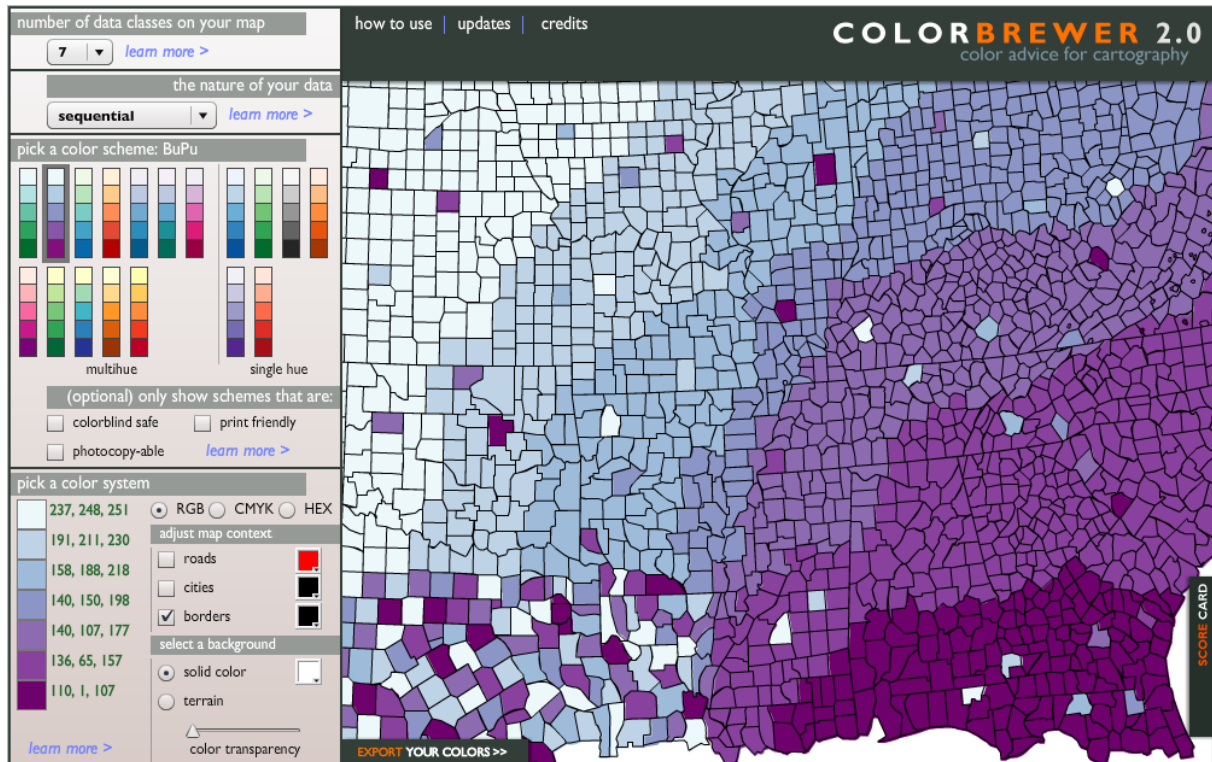 number of data classes on your map
7
learn more >
the nature of your data
sequential
learn more >
pick a color scheme: BuPu
multihue
single hue
(optional) only show schemes that are:
colorblind safe
print friendly
photocopy-able
learn more >
pick a color system
237, 248, 251
191, 211, 230
158, 188, 218
140, 150, 198
140, 107, 177
136, 65, 157
110, 1, 107
learn more >
RGB CMYK HEX
adjust map context
roads
cities
borders
select a background
solid color
terrain
color transparency
how to use | updates | credits
COLORBREWER 2.0
color advice for cartography
SCORE CARD
EXPORT YOUR COLORS >>